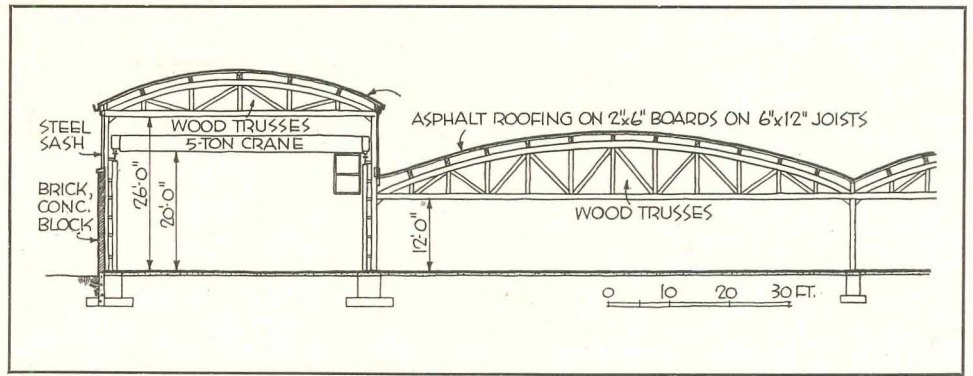 STEEL
SASH
WOOD TRUSSES
5-TON CRANE
ASPHALT ROOFING ON 2"x6" BOARDS ON 6"x12" JOISTS
BRICK,
CONC.
BLOCK
26'-0"
20'-0"
WOOD TRUSSES
12'-0"
0 10 20 30 FT.